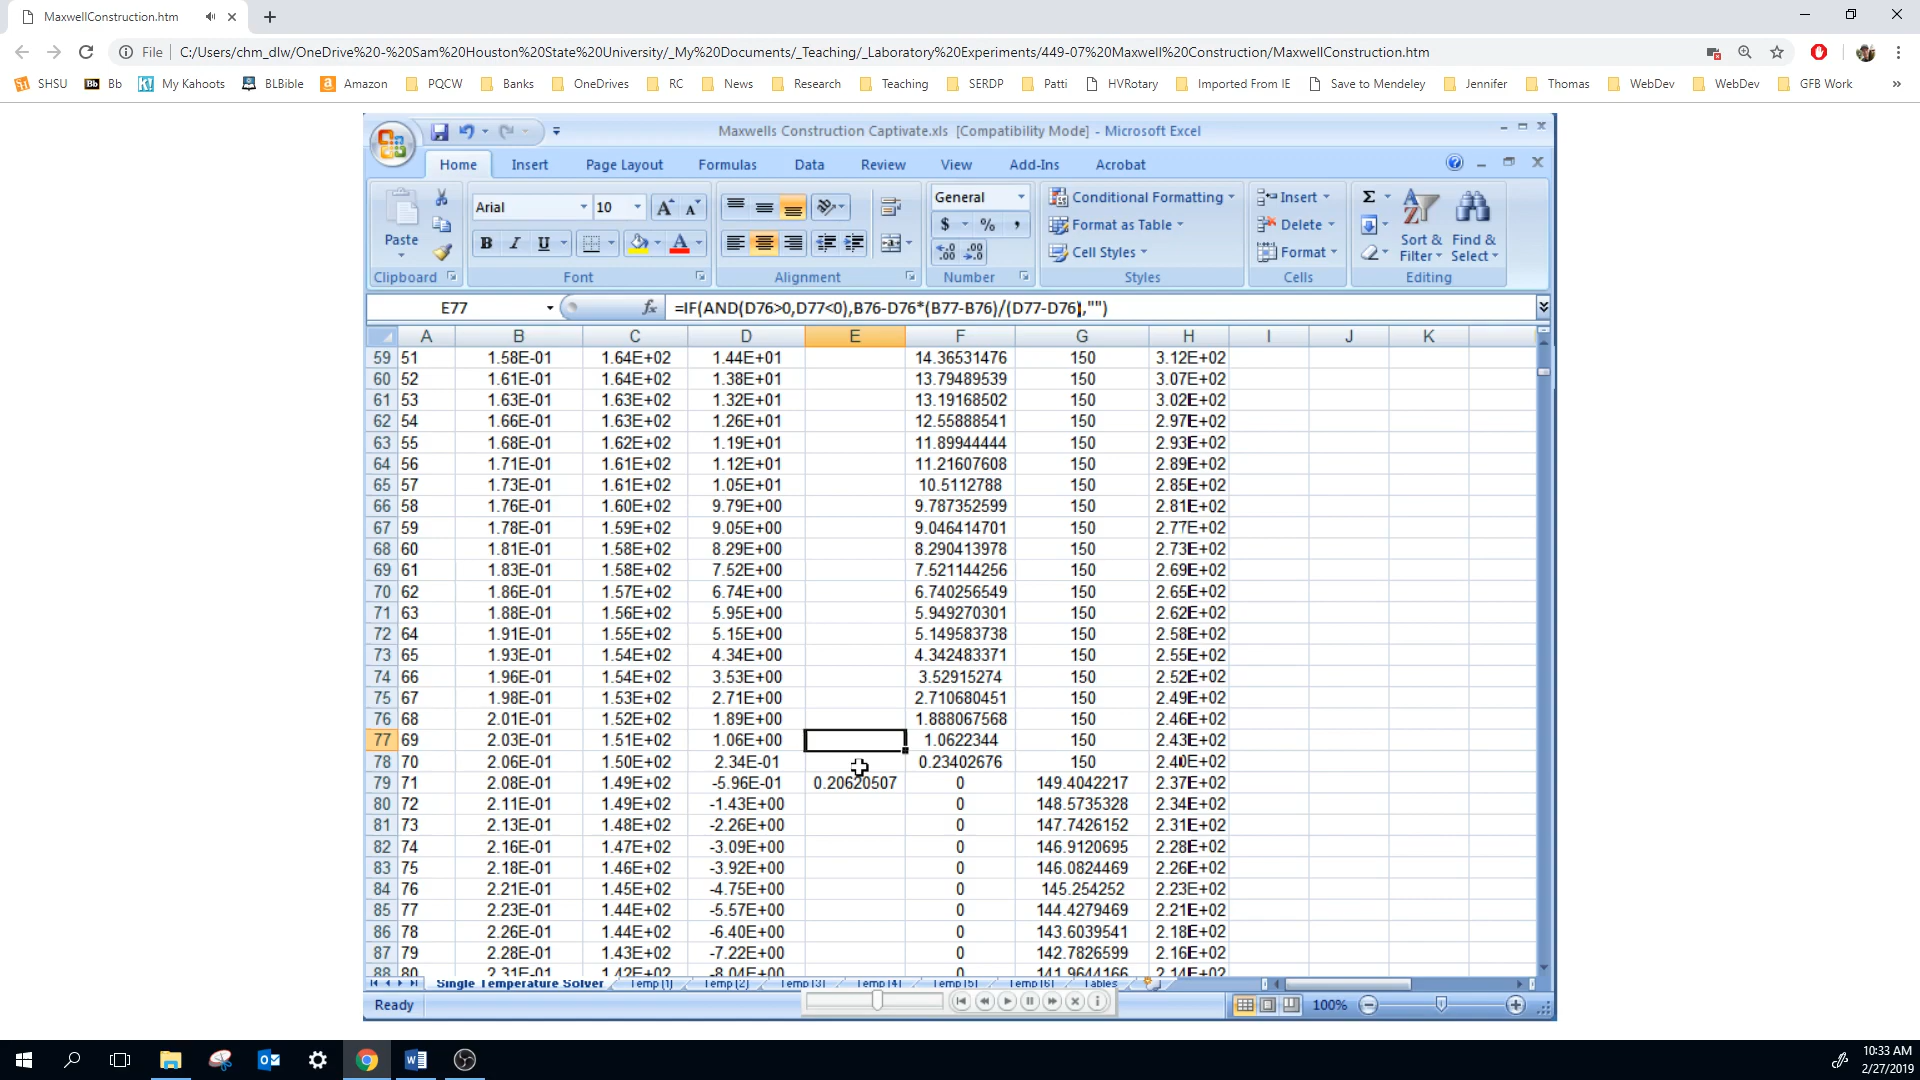 MaxwellConstruction.htm
File C:/Users/chm_dlw/OneDrive%20-%20Sam%20Houston%20State%20University/_My%20Documents/_Teaching/_Laboratory%20Experiments/449-07%20Maxwell%20Construction/MaxwellConstruction.htm
SHSU Bb Bb My Kahoots BLBible Amazon PQCW Banks OneDrives RC News Research Teaching SERDP Patti HVRotary Imported From IE Save to Mendeley Jennifer Thomas WebDev WebDev GFB Work »
Maxwells Construction Captivate.xls [Compatibility Mode] - Microsoft Excel
Home Insert Page Layout Formulas Data Review View Add-Ins Acrobat
Arial 10 General Conditional Formatting Insert
Paste B I U $ % , Format as Table Delete Sort & Filter Find & Select
Cell Styles Format
Clipboard Font Alignment Number Styles Cells Editing
E77 fx =IF(AND(D76>0,D77<0),B76-D76*(B77-B76)/(D77-D76),"")
A B C D E F G H I J K
59 51 1.58E-01 1.64E+02 1.44E+01 14.36531476 150 3.12E+02
60 52 1.61E-01 1.64E+02 1.38E+01 13.79489539 150 3.07E+02
61 53 1.63E-01 1.63E+02 1.32E+01 13.19168502 150 3.02E+02
62 54 1.66E-01 1.63E+02 1.26E+01 12.55888541 150 2.97E+02
63 55 1.68E-01 1.62E+02 1.19E+01 11.89944444 150 2.93E+02
64 56 1.71E-01 1.61E+02 1.12E+01 11.21607608 150 2.89E+02
65 57 1.73E-01 1.61E+02 1.05E+01 10.5112788 150 2.85E+02
66 58 1.76E-01 1.60E+02 9.79E+00 9.787352599 150 2.81E+02
67 59 1.78E-01 1.59E+02 9.05E+00 9.046414701 150 2.77E+02
68 60 1.81E-01 1.58E+02 8.29E+00 8.290413978 150 2.73E+02
69 61 1.83E-01 1.58E+02 7.52E+00 7.521144256 150 2.69E+02
70 62 1.86E-01 1.57E+02 6.74E+00 6.740256549 150 2.65E+02
71 63 1.88E-01 1.56E+02 5.95E+00 5.949270301 150 2.62E+02
72 64 1.91E-01 1.55E+02 5.15E+00 5.149583738 150 2.58E+02
73 65 1.93E-01 1.54E+02 4.34E+00 4.342483371 150 2.55E+02
74 66 1.96E-01 1.54E+02 3.53E+00 3.52915274 150 2.52E+02
75 67 1.98E-01 1.53E+02 2.71E+00 2.710680451 150 2.49E+02
76 68 2.01E-01 1.52E+02 1.89E+00 1.888067568 150 2.46E+02
77 69 2.03E-01 1.51E+02 1.06E+00 1.0622344 150 2.43E+02
78 70 2.06E-01 1.50E+02 2.34E-01 0.23402676 150 2.40E+02
79 71 2.08E-01 1.49E+02 -5.96E-01 0.20620507 0 149.4042217 2.37E+02
80 72 2.11E-01 1.49E+02 -1.43E+00 0 148.5735328 2.34E+02
81 73 2.13E-01 1.48E+02 -2.26E+00 0 147.7426152 2.31E+02
82 74 2.16E-01 1.47E+02 -3.09E+00 0 146.9120695 2.28E+02
83 75 2.18E-01 1.46E+02 -3.92E+00 0 146.0824469 2.26E+02
84 76 2.21E-01 1.45E+02 -4.75E+00 0 145.254252 2.23E+02
85 77 2.23E-01 1.44E+02 -5.57E+00 0 144.4279469 2.21E+02
86 78 2.26E-01 1.44E+02 -6.40E+00 0 143.6039541 2.18E+02
87 79 2.28E-01 1.43E+02 -7.22E+00 0 142.7826599 2.16E+02
88 80 2.31E-01 1.42E+02 -8.04E+00 0 141.9644166 2.14E+02
Single Temperature Solver Temp (1) Temp (2) Temp (3) Temp (4) Temp (5) Temp (6) Tables
Ready 100%
10:33 AM
2/27/2019